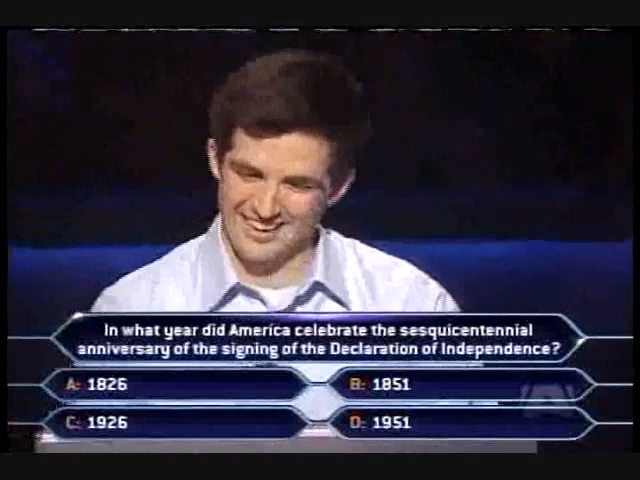 In what year did America celebrate the sesquicentennial
anniversary of the signing of the Declaration of Independence?
A: 1826
B: 1851
C: 1926
D: 1951